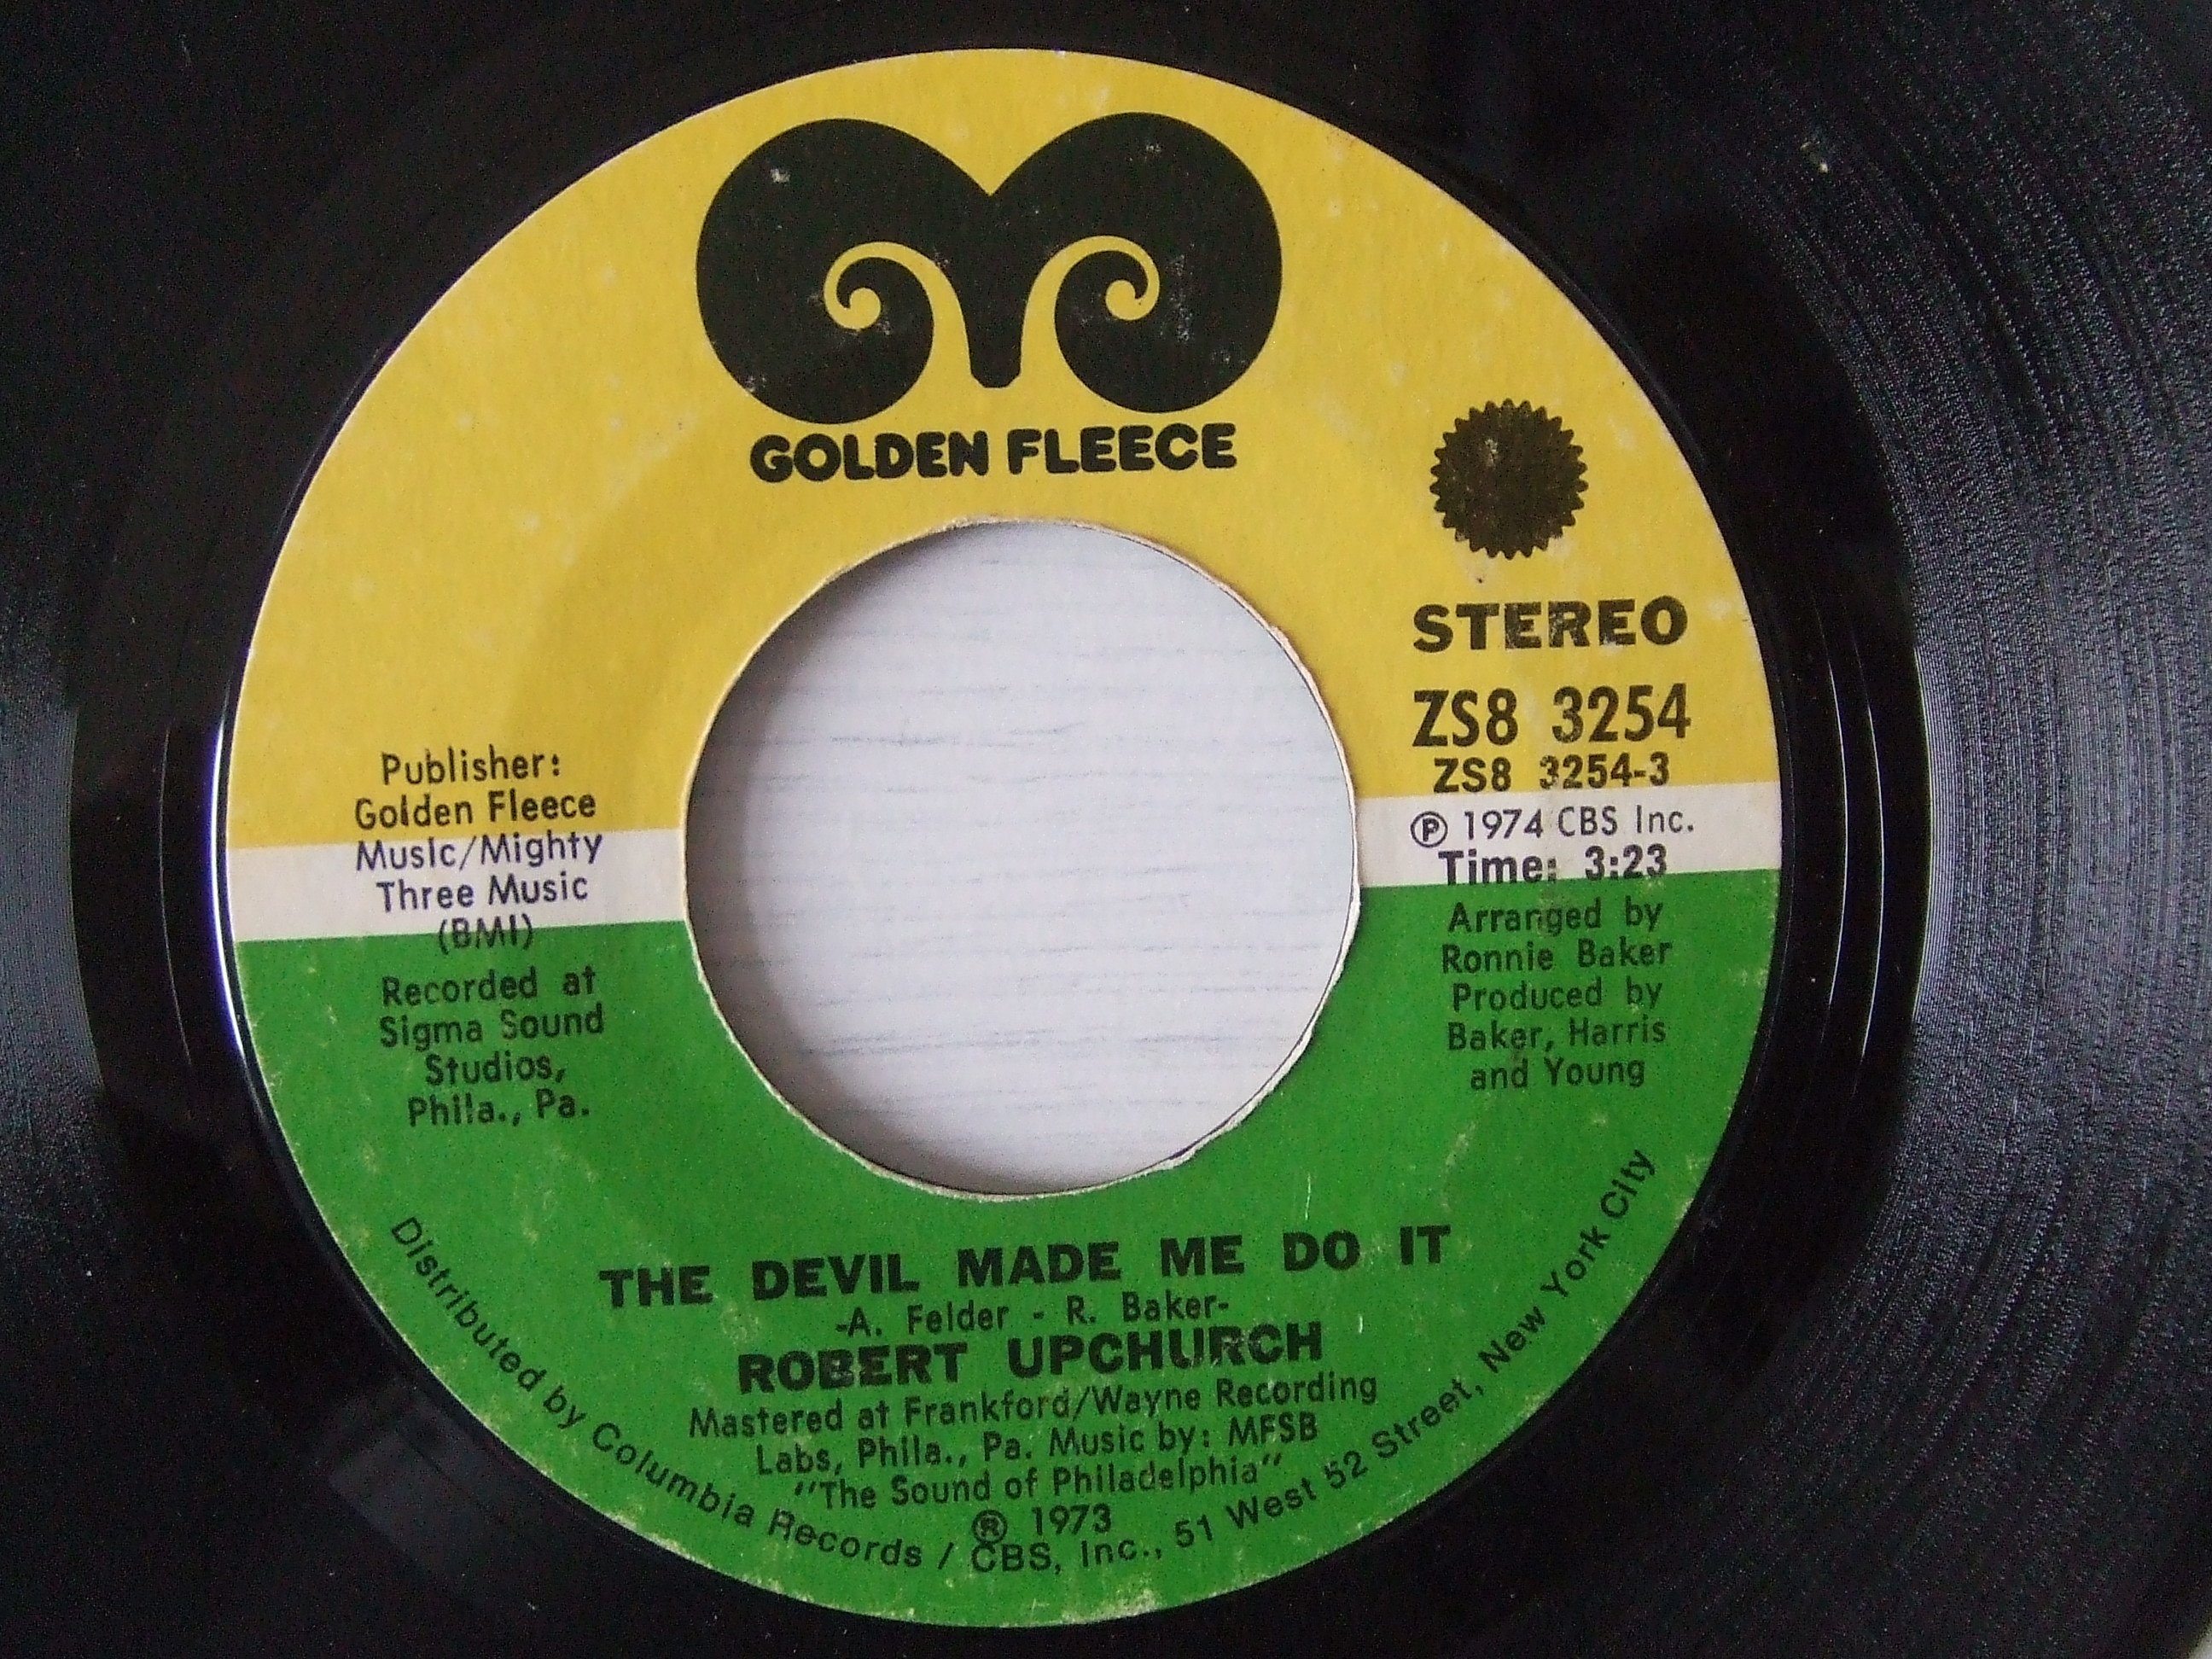 GOLDEN FLEECE
STEREO
ZS8 3254
ZS8 3254-3
Ⓟ 1974 CBS Inc.
Time: 3:23
Arranged by
Ronnie Baker
Produced by
Baker, Harris
and Young
Publisher:
Golden Fleece
Music/Mighty
Three Music
(BMI)
Recorded at
Sigma Sound
Studios,
Phila., Pa.
THE DEVIL MADE ME DO IT
-A. Felder - R. Baker-
ROBERT UPCHURCH
Mastered at Frankford/Wayne Recording
Labs, Phila., Pa. Music by: MFSB
"The Sound of Philadelphia"
® 1973
Distributed by Columbia Records / CBS, Inc., 51 West 52 Street, New York City